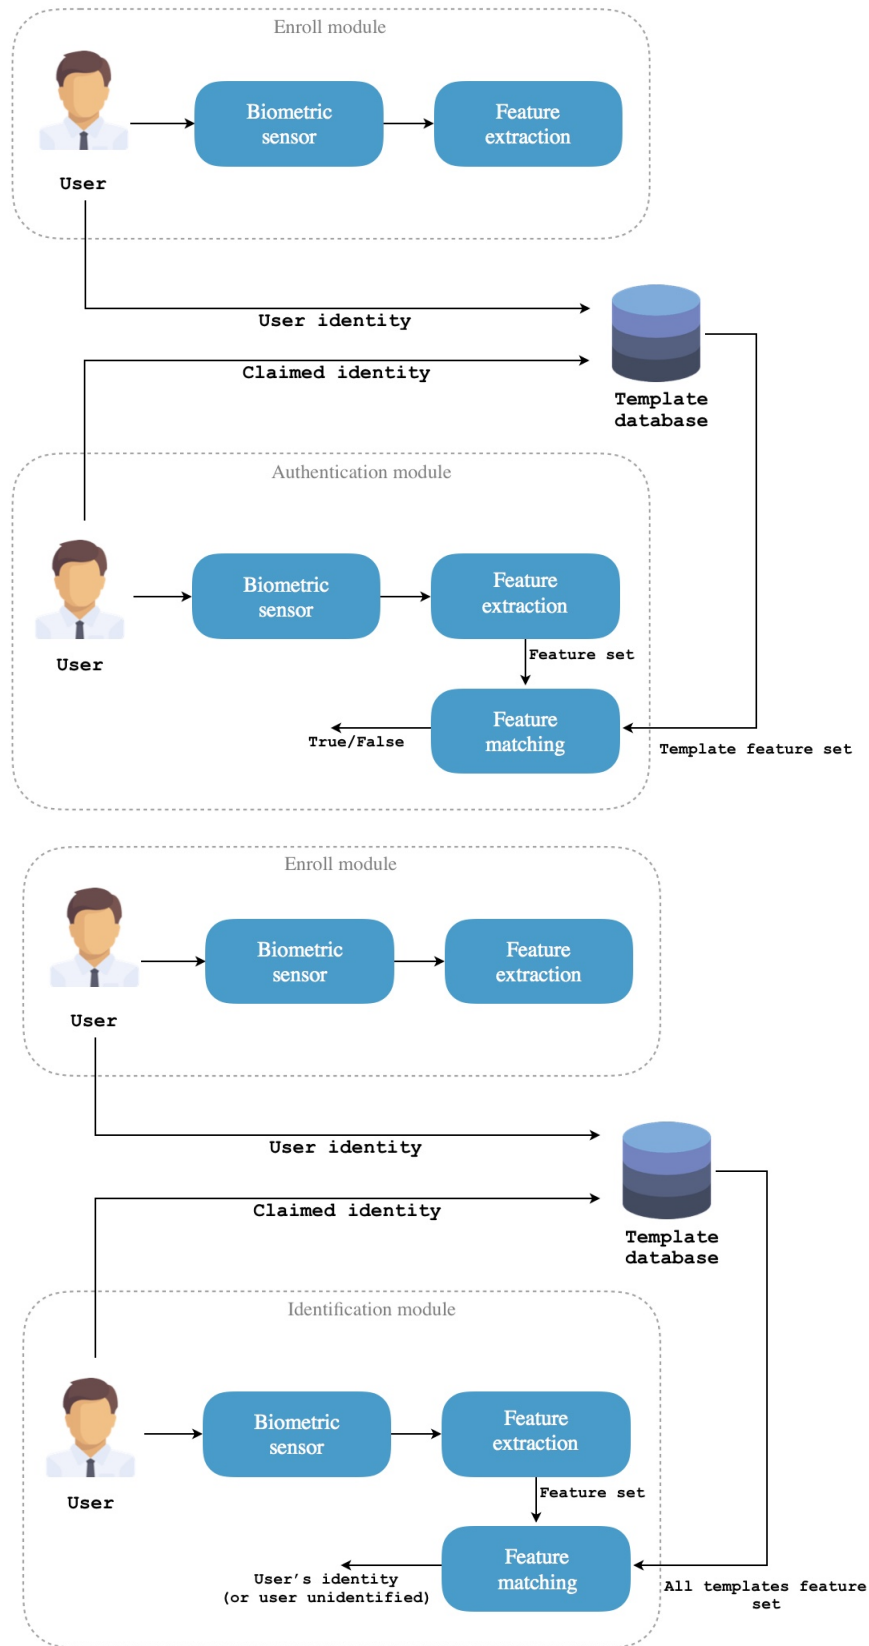 Enroll module
Biometric
sensor
Feature
extraction
User
User identity
Claimed identity
Template
database
Authentication module
Biometric
sensor
Feature
extraction
User
Feature set
Feature
matching
True/False
Template feature set
Enroll module
Biometric
sensor
Feature
extraction
User
User identity
Claimed identity
Template
database
Identification module
Biometric
sensor
Feature
extraction
User
Feature set
Feature
matching
User's identity
(or user unidentified)
All templates feature
set